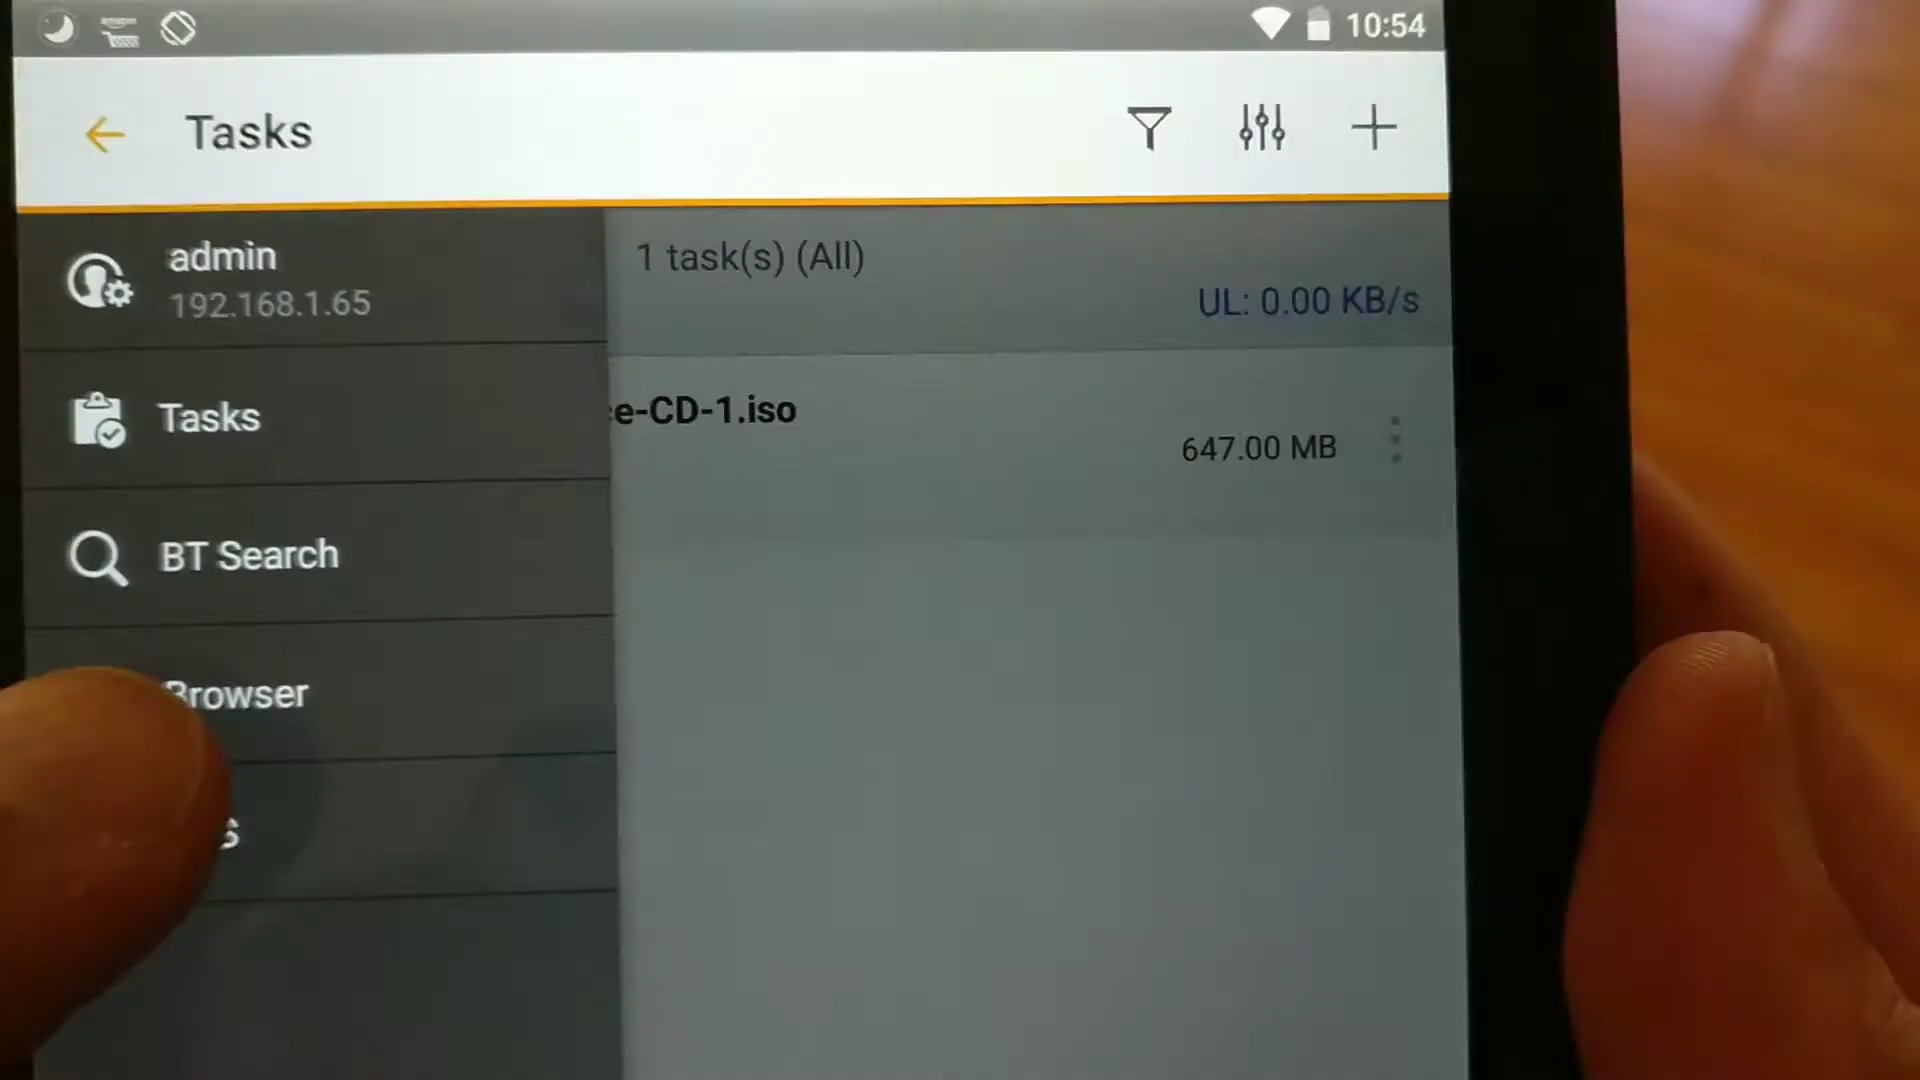 10:54
Tasks
admin
192.168.1.65
1 task(s) (All)
UL: 0.00 KB/s
Tasks
e-CD-1.iso
647.00 MB
BT Search
Browser
s